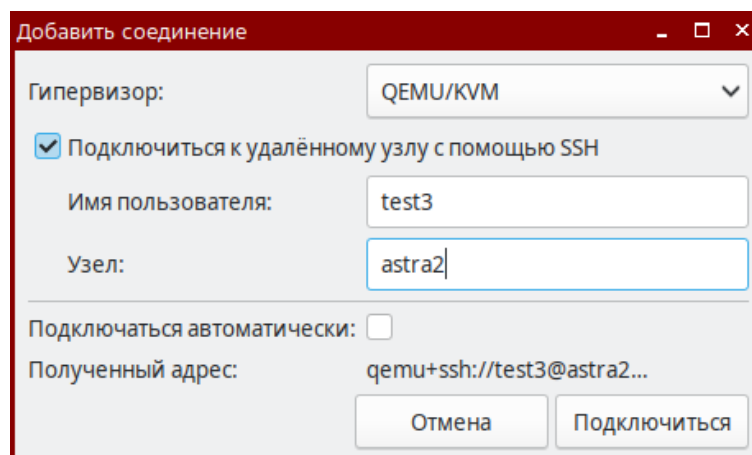 Добавить соединение
Гипервизор: QEMU/KVM
Подключиться к удалённому узлу с помощью SSH
Имя пользователя: test3
Узел: astra2
Подключаться автоматически:
Полученный адрес: qemu+ssh://test3@astra2...
Отмена Подключиться